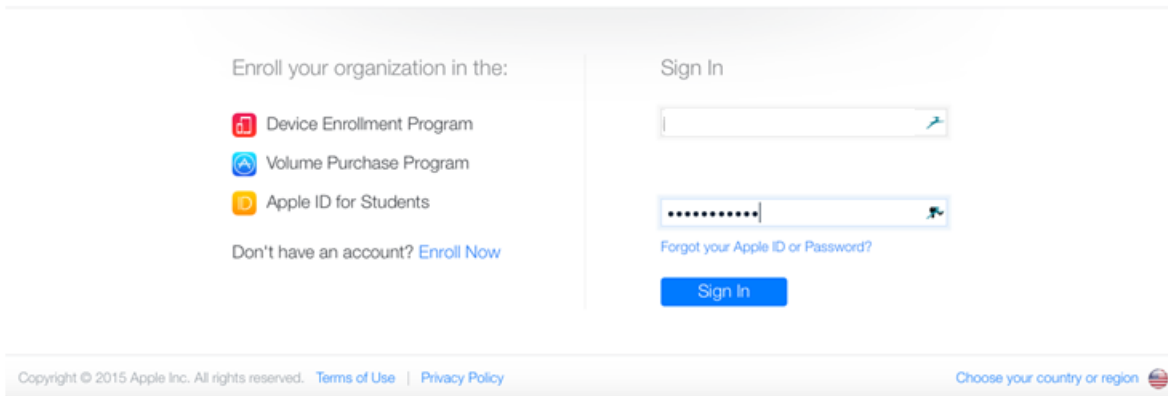 Enroll your organization in the:
Device Enrollment Program
Volume Purchase Program
iD
Apple ID for Students
Don't have an account? Enroll Now
Sign In
•••••••••••
Forgot your Apple ID or Password?
Sign In
Copyright © 2015 Apple Inc. All rights reserved. Terms of Use | Privacy Policy
Choose your country or region